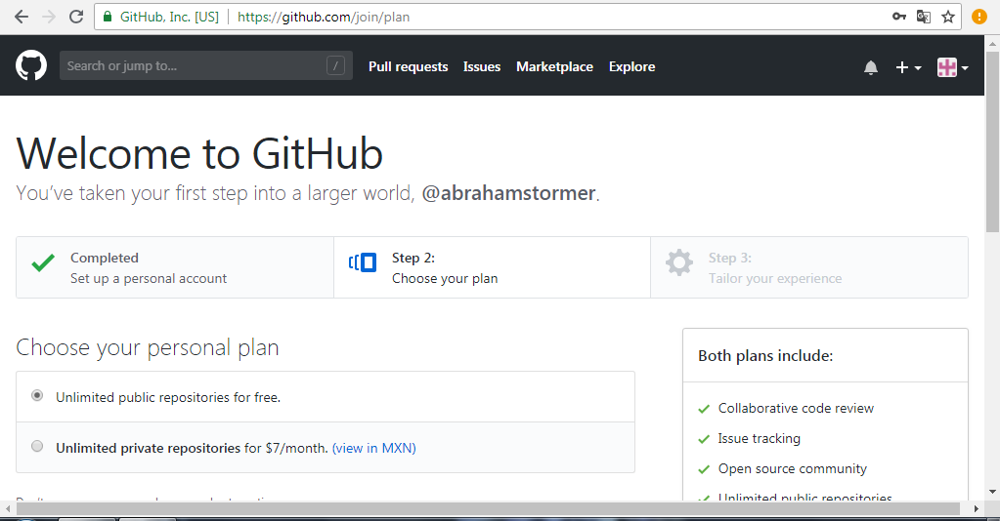 GitHub, Inc. [US] https://github.com/join/plan
Search or jump to... /
Pull requests Issues Marketplace Explore
Welcome to GitHub
You've taken your first step into a larger world, @abrahamstormer.
Completed
Set up a personal account
Step 2:
Choose your plan
Step 3:
Tailor your experience
Choose your personal plan
Unlimited public repositories for free.
Unlimited private repositories for $7/month. (view in MXN)
Both plans include:
Collaborative code review
Issue tracking
Open source community
Unlimited public repositories